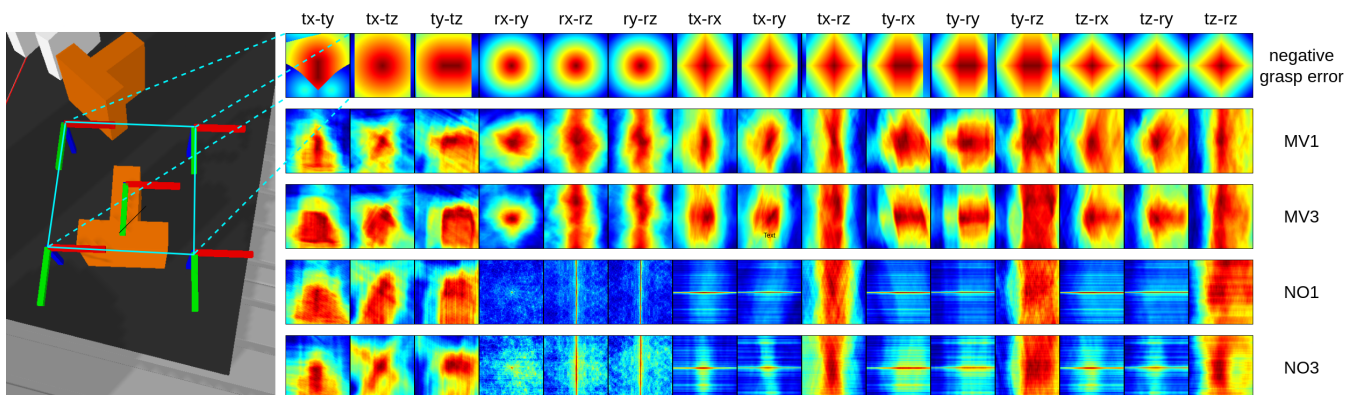 tx-ty tx-tz ty-tz rx-ry rx-rz ry-rz tx-rx tx-ry tx-rz ty-rx ty-ry ty-rz tz-rx tz-ry tz-rz
negative
grasp error
MV1
MV3
Text
NO1
NO3